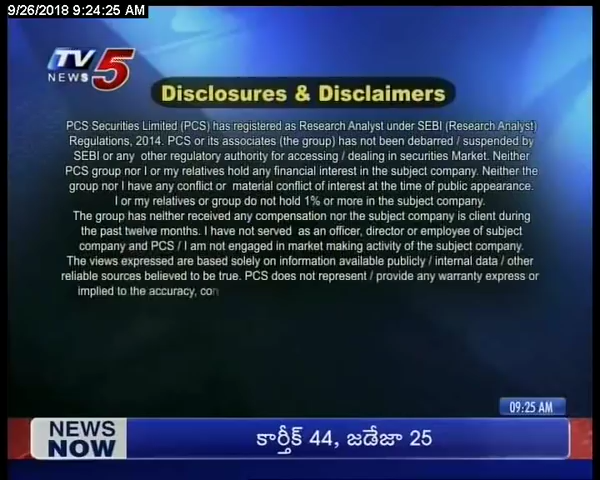 9/26/2018 9:24:25 AM
TV5
NEWS
Disclosures & Disclaimers
PCS Securities Limited (PCS) has registered as Research Analyst under SEBI (Research Analyst)
Regulations, 2014. PCS or its associates (the group) has not been debarred / suspended by
SEBI or any other regulatory authority for accessing / dealing in securities Market. Neither
PCS group nor I or my relatives hold any financial interest in the subject company. Neither the
group nor I have any conflict or material conflict of interest at the time of public appearance.
I or my relatives or group do not hold 1% or more in the subject company.
The group has neither received any compensation nor the subject company is client during
the past twelve months. I have not served as an officer, director or employee of subject
company and PCS / I am not engaged in market making activity of the subject company.
The views expressed are based solely on information available publicly / internal data / other
reliable sources believed to be true. PCS does not represent / provide any warranty express or
implied to the accuracy, con
09:25 AM
NEWS
NOW
కార్తీక్ 44, జడేజా 25